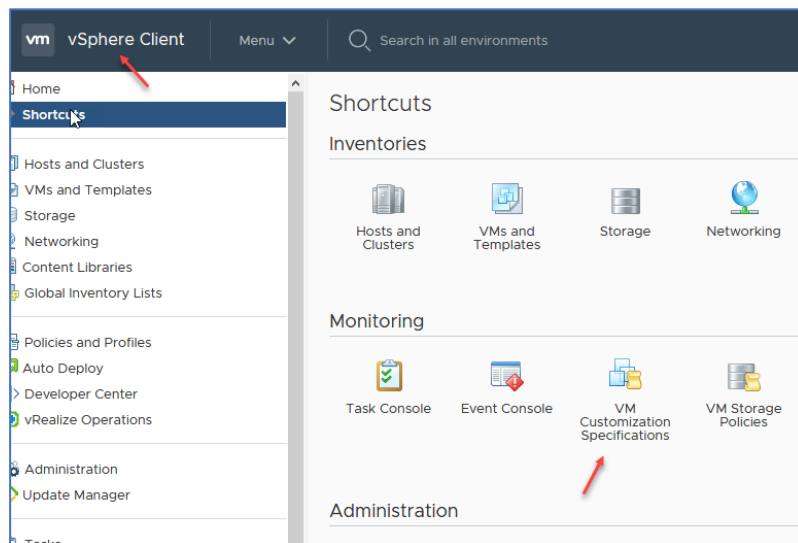 vm vSphere Client Menu Search in all environments
Home
Shortcuts
Hosts and Clusters
VMs and Templates
Storage
Networking
Content Libraries
Global Inventory Lists
Policies and Profiles
Auto Deploy
Developer Center
vRealize Operations
Administration
Update Manager
Tasks
Shortcuts
Inventories
Hosts and
Clusters
VMs and
Templates
Storage
Networking
Monitoring
Task Console
Event Console
VM
Customization
Specifications
VM Storage
Policies
Administration